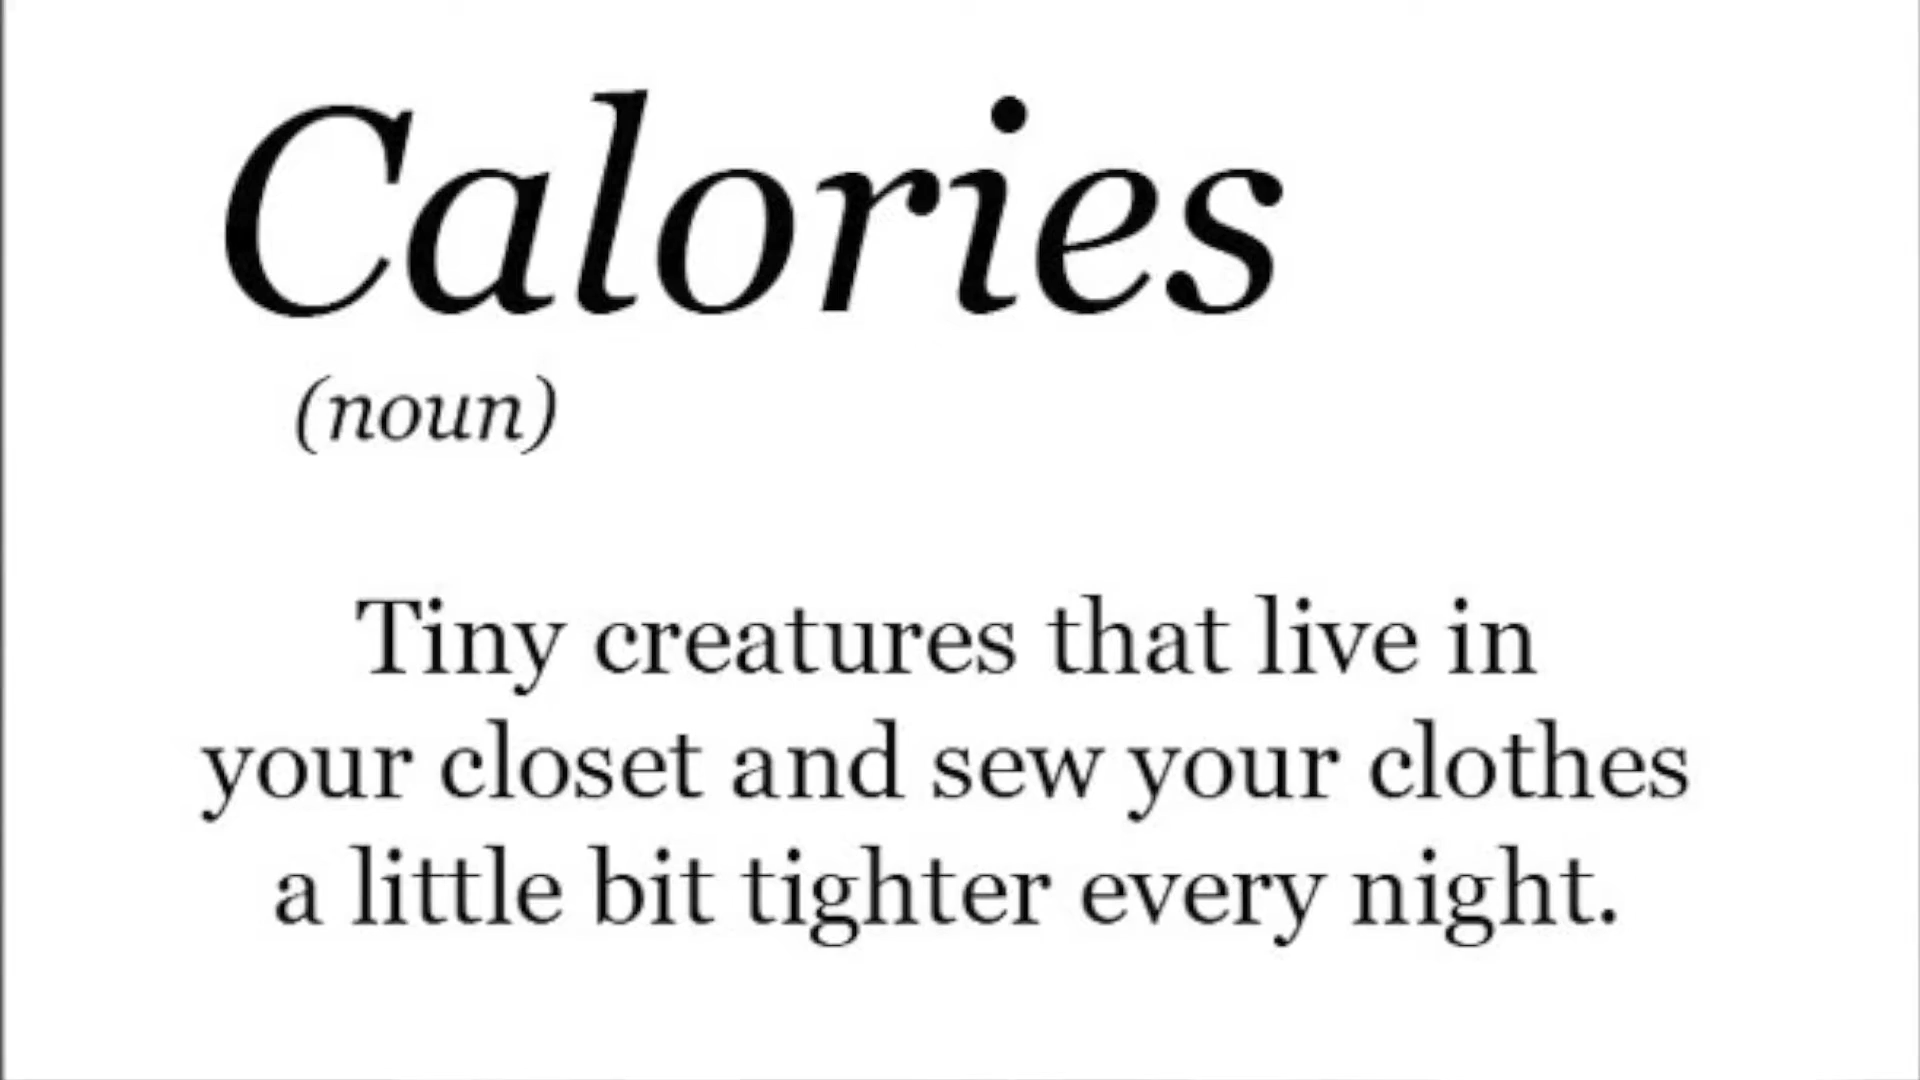 Calories
(noun)
Tiny creatures that live in
your closet and sew your clothes
a little bit tighter every night.